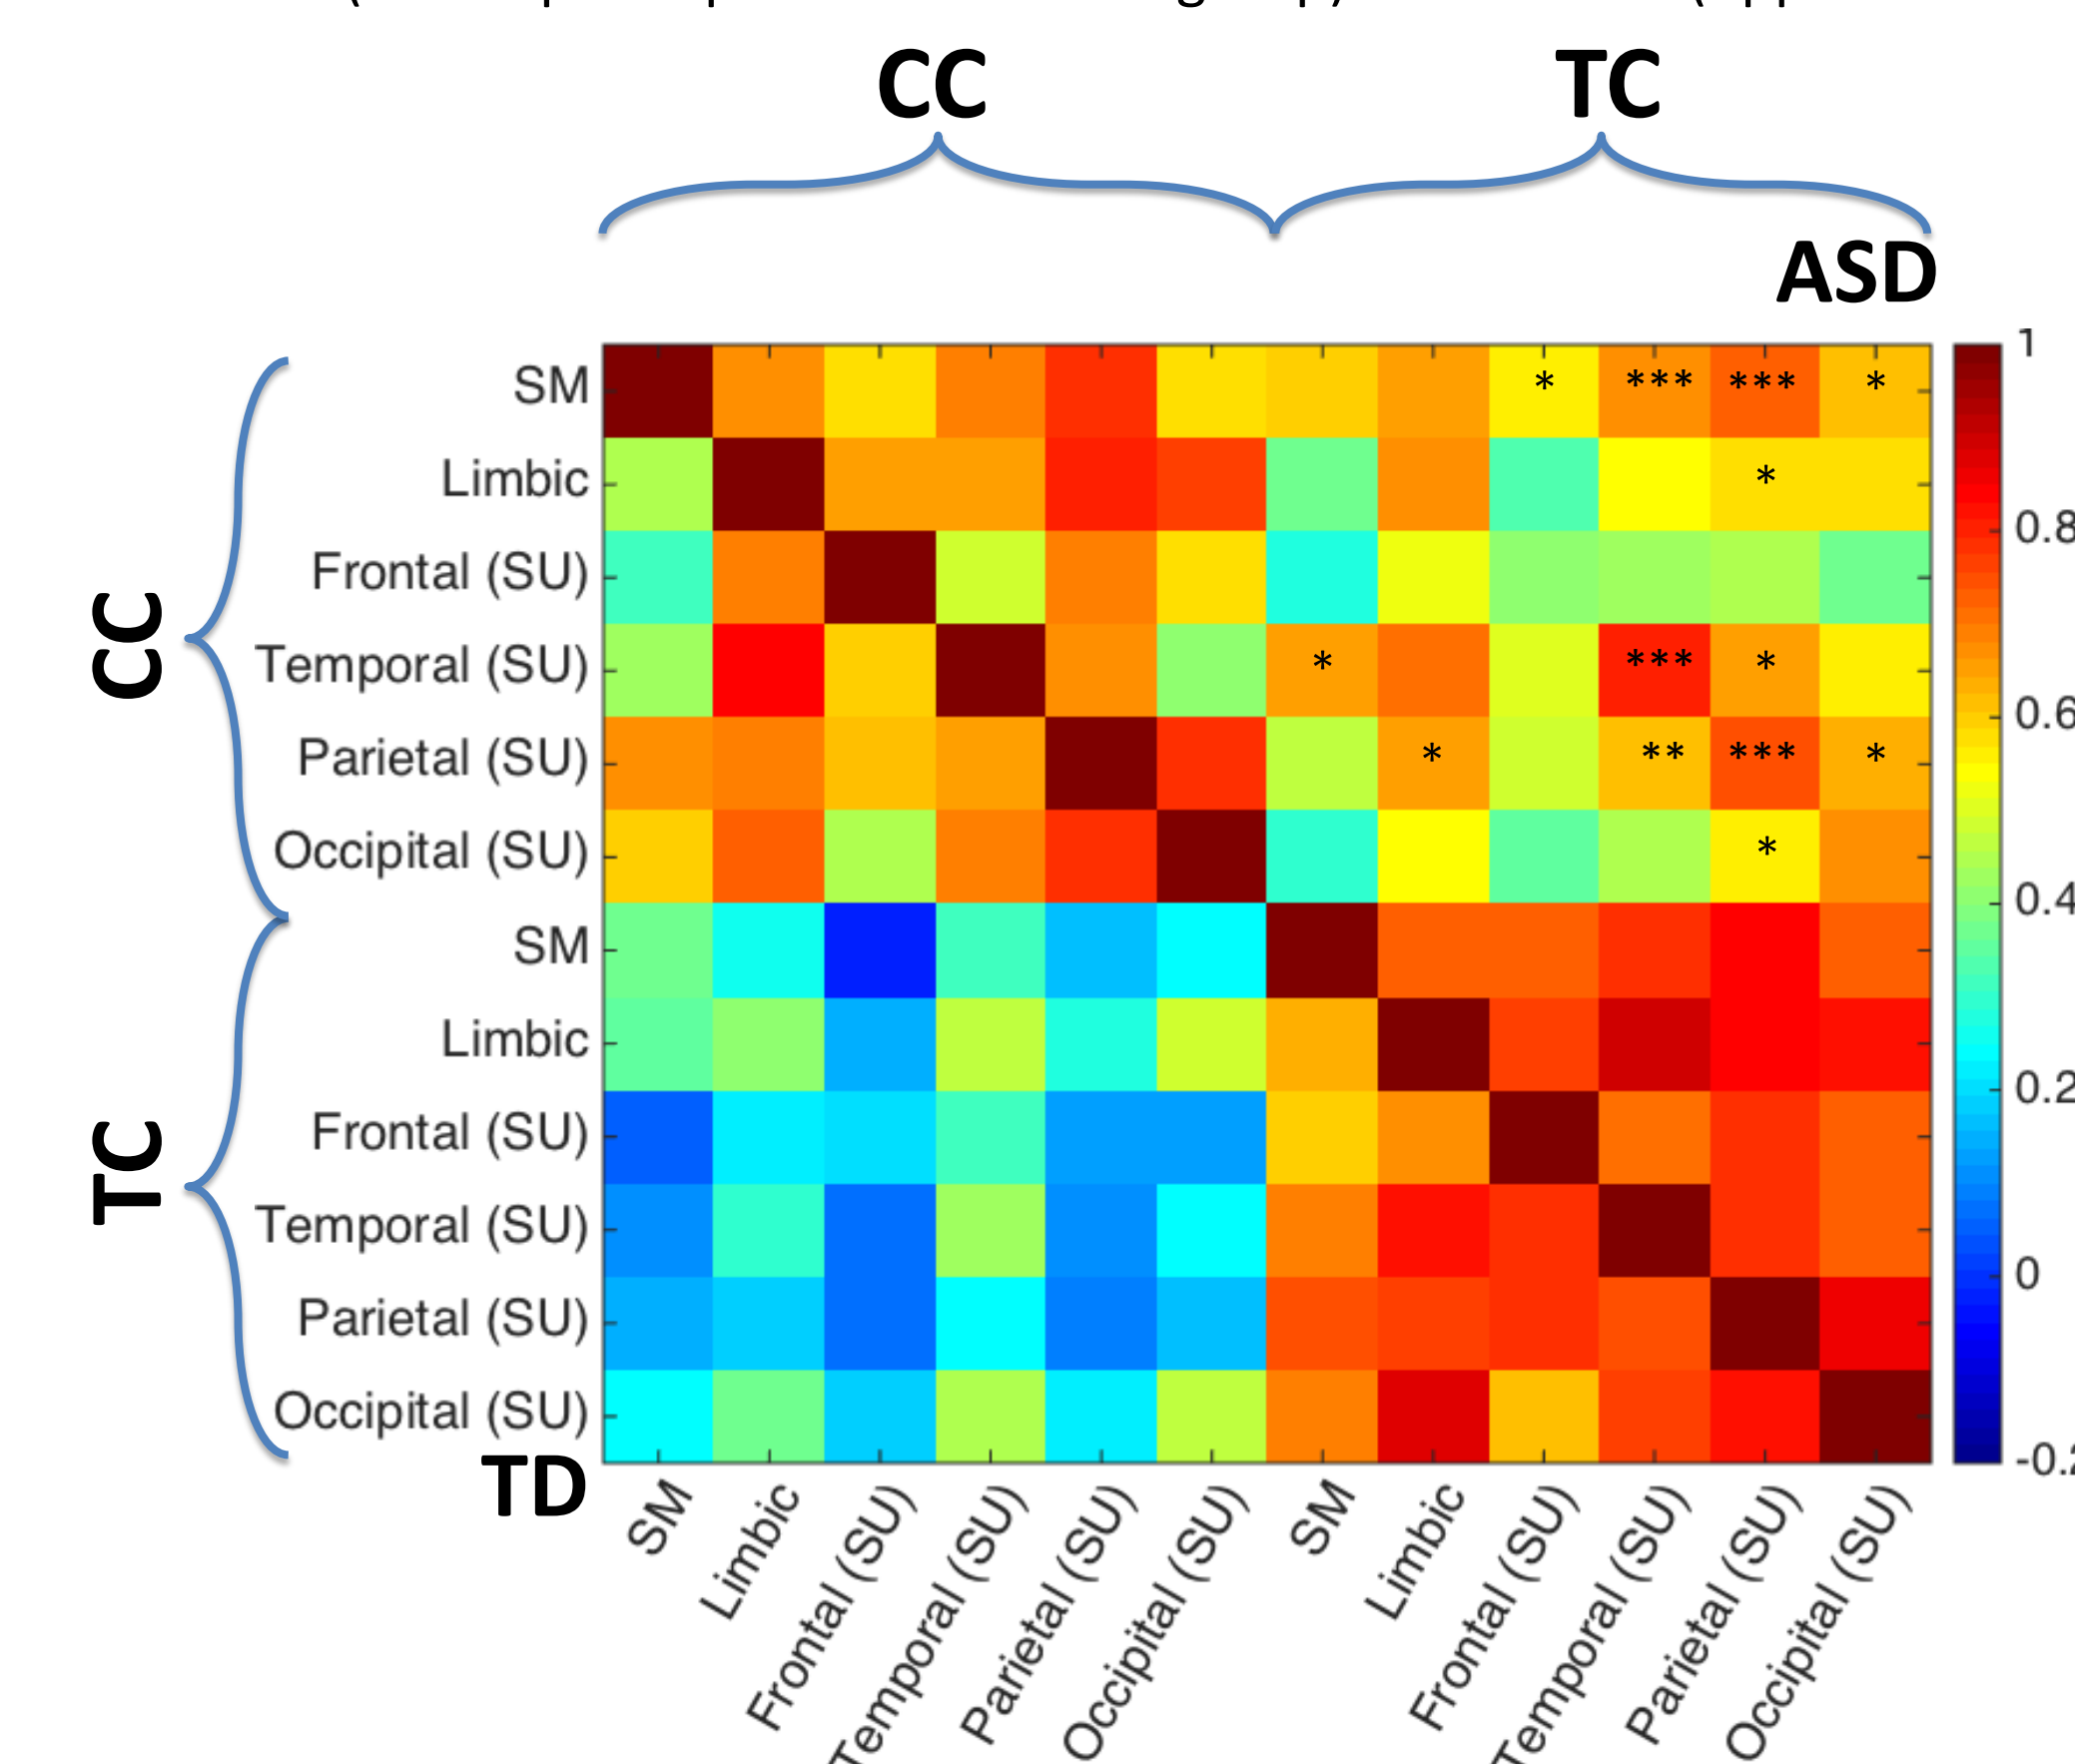 CC TC
ASD
SM * *** *** *
Limbic *
Frontal (SU)
Temporal (SU) * *** *
Parietal (SU) * ** *** *
Occipital (SU) *
SM
Limbic
Frontal (SU)
Temporal (SU)
Parietal (SU)
Occipital (SU)
CC
TC
TD
SM
Limbic
Frontal (SU)
Temporal (SU)
Parietal (SU)
Occipital (SU)
SM
Limbic
Frontal (SU)
Temporal (SU)
Parietal (SU)
Occipital (SU)
1
0.8
0.6
0.4
0.2
0
-0.2